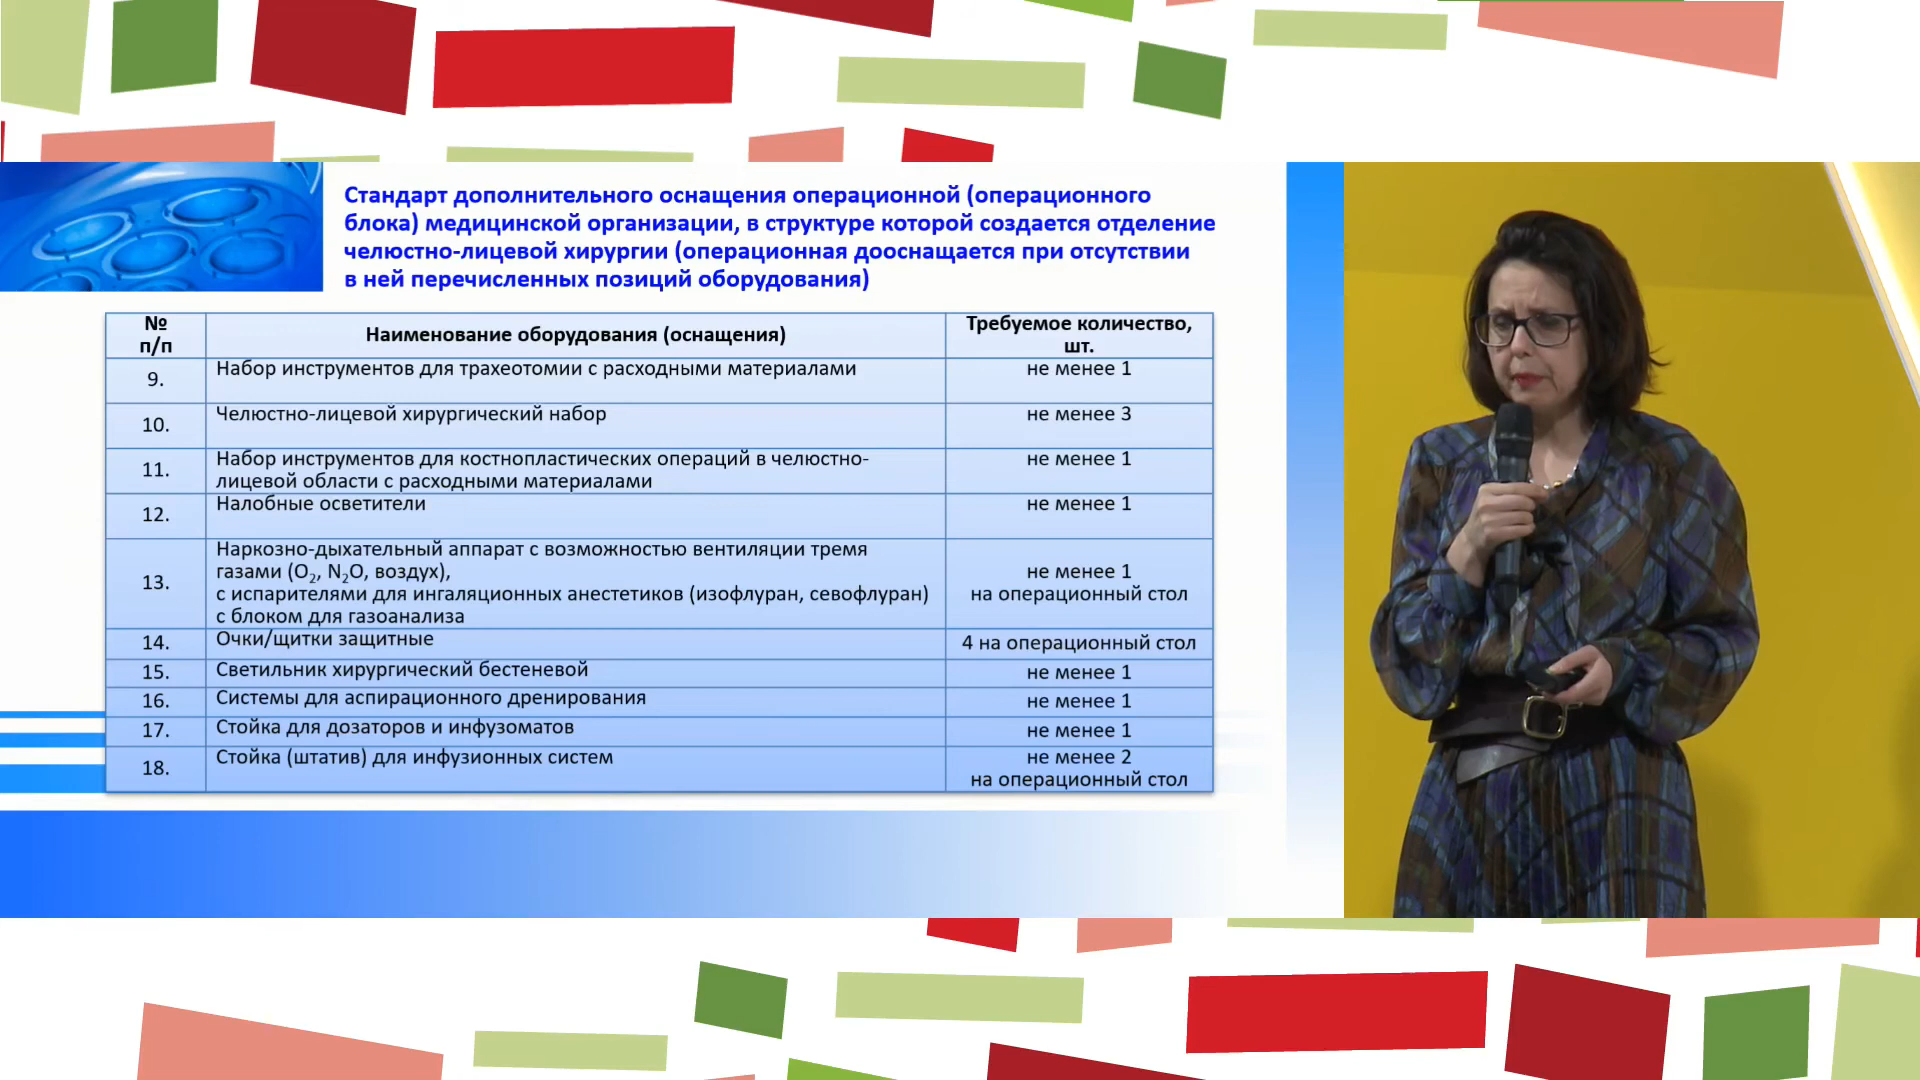 Стандарт дополнительного оснащения операционной (операционного
блока) медицинской организации, в структуре которой создается отделение
челюстно-лицевой хирургии (операционная дооснащается при отсутствии
в ней перечисленных позиций оборудования)
№ п/п Наименование оборудования (оснащения) Требуемое количество, шт.
9. Набор инструментов для трахеотомии с расходными материалами не менее 1
10. Челюстно-лицевой хирургический набор не менее 3
11. Набор инструментов для костнопластических операций в челюстно-
лицевой области с расходными материалами не менее 1
12. Налобные осветители не менее 1
13. Наркозно-дыхательный аппарат с возможностью вентиляции тремя
газами (O₂, N₂O, воздух),
с испарителями для ингаляционных анестетиков (изофлуран, севофлуран)
с блоком для газоанализа
не менее 1
на операционный стол
14. Очки/щитки защитные 4 на операционный стол
15. Светильник хирургический бестеневой не менее 1
16. Системы для аспирационного дренирования не менее 1
17. Стойка для дозаторов и инфузоматов не менее 1
18. Стойка (штатив) для инфузионных систем не менее 2
на операционный стол